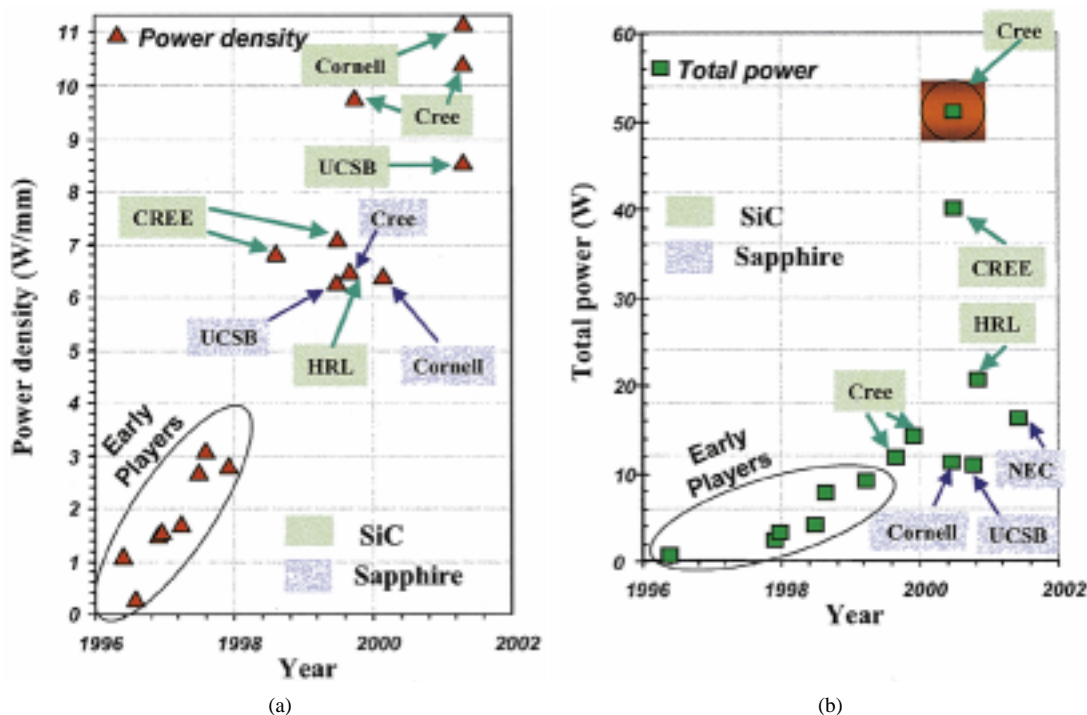 Power density
Cornell
Cree
UCSB
CREE
Cree
UCSB
HRL
Cornell
Early
Players
SiC
Sapphire
Power density (W/mm)
11
10
9
8
7
6
5
4
3
2
1
0
1996
1998
2000
2002
Year
(a)
Cree
Total power
SiC
Sapphire
CREE
HRL
Cree
Early
Players
NEC
Cornell
UCSB
Total power (W)
60
50
40
30
20
10
0
1996
1998
2000
2002
Year
(b)